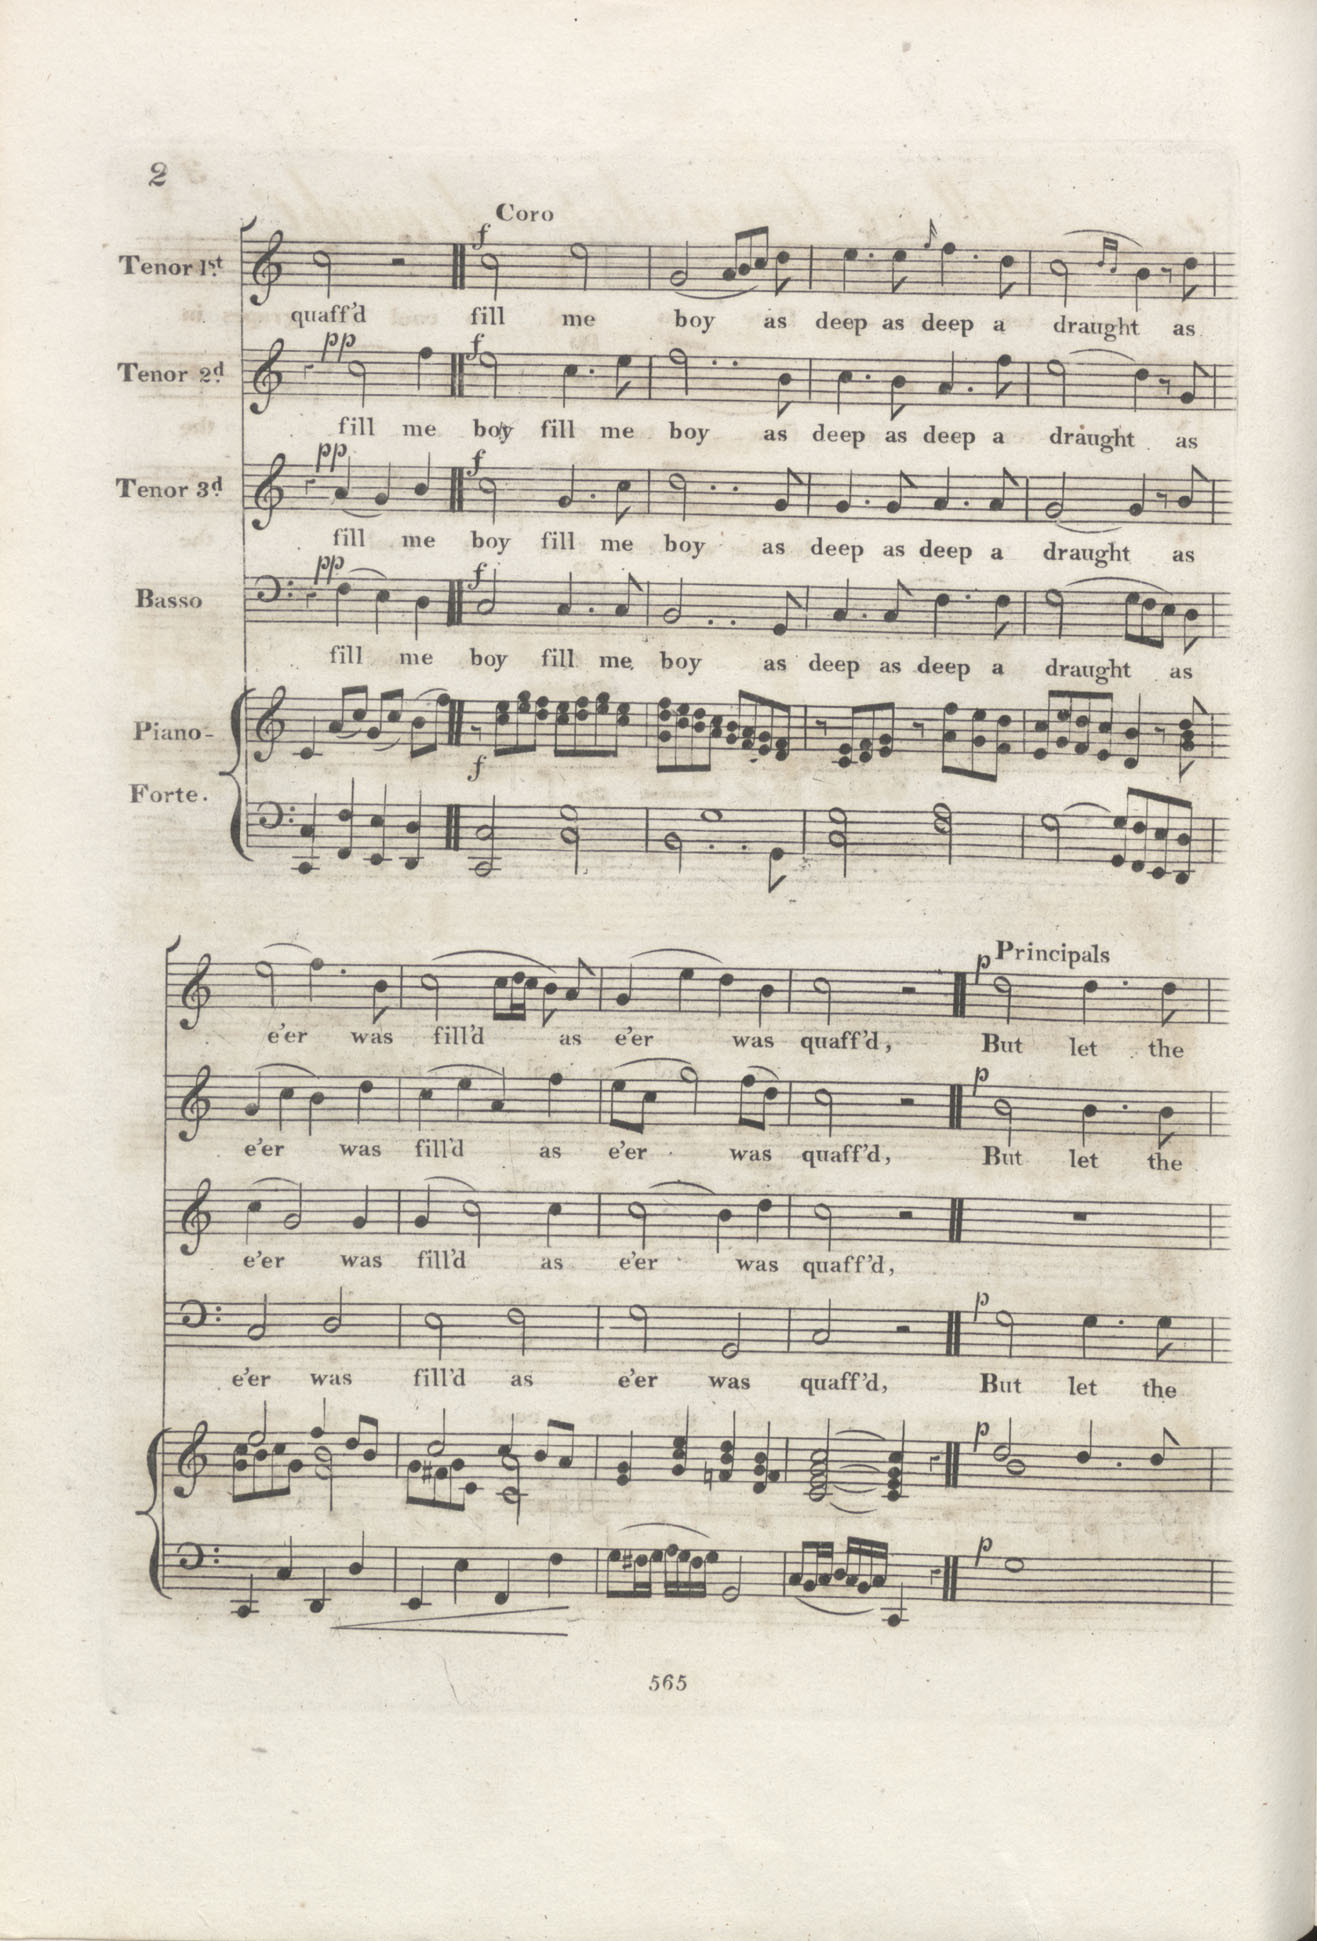 2
Coro
f
Tenor 1st
quaff'd fill me boy as deep as deep a draught as
pp f
Tenor 2d
fill me boy fill me boy as deep as deep a draught as
pp f
Tenor 3d
fill me boy fill me boy as deep as deep a draught as
pp f
Basso
fill me boy fill me boy as deep as deep a draught as
Piano-
f
Forte.
p Principals
e'er was fill'd as e'er was quaff'd, But let the
p
e'er was fill'd as e'er was quaff'd, But let the
e'er was fill'd as e'er was quaff'd,
p
e'er was fill'd as e'er was quaff'd, But let the
p
p
565